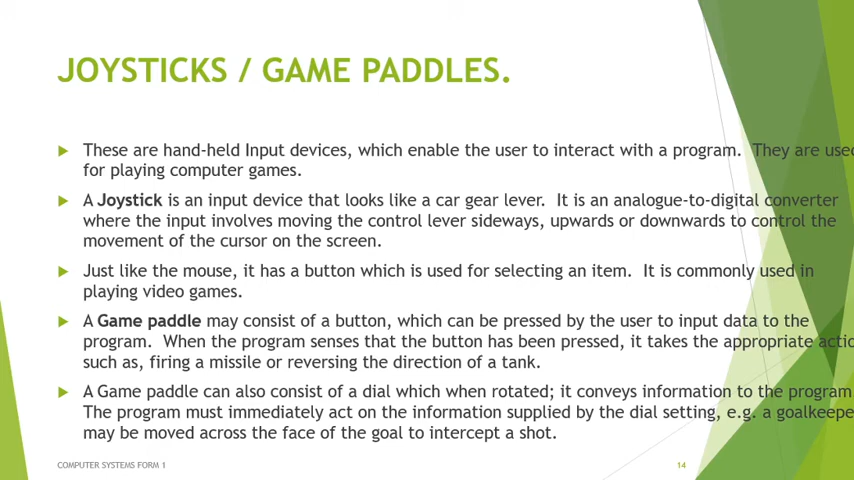 JOYSTICKS / GAME PADDLES.
These are hand-held Input devices, which enable the user to interact with a program. They are used
for playing computer games.
A Joystick is an input device that looks like a car gear lever. It is an analogue-to-digital converter
where the input involves moving the control lever sideways, upwards or downwards to control the
movement of the cursor on the screen.
Just like the mouse, it has a button which is used for selecting an item. It is commonly used in
playing video games.
A Game paddle may consist of a button, which can be pressed by the user to input data to the
program. When the program senses that the button has been pressed, it takes the appropriate actio
such as, firing a missile or reversing the direction of a tank.
A Game paddle can also consist of a dial which when rotated; it conveys information to the program
The program must immediately act on the information supplied by the dial setting, e.g. a goalkeepe
may be moved across the face of the goal to intercept a shot.
COMPUTER SYSTEMS FORM 1
14